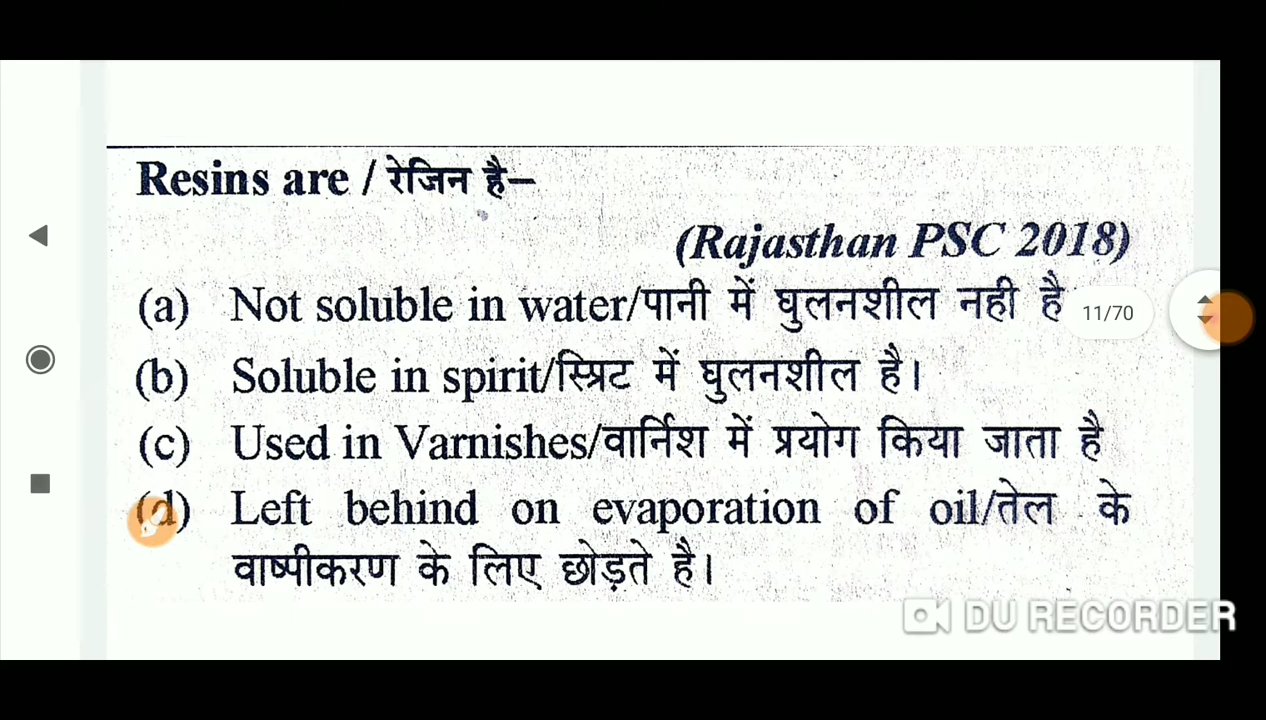 Resins are / रेजिन है–
(Rajasthan PSC 2018)
(a) Not soluble in water/पानी में घुलनशील नही है
11/70
(b) Soluble in spirit/स्प्रिट में घुलनशील है।
(c) Used in Varnishes/वार्निश में प्रयोग किया जाता है
(d) Left behind on evaporation of oil/तेल के
वाष्पीकरण के लिए छोड़ते है।
DU RECORDER